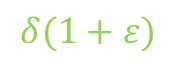 δ(1 + ε)